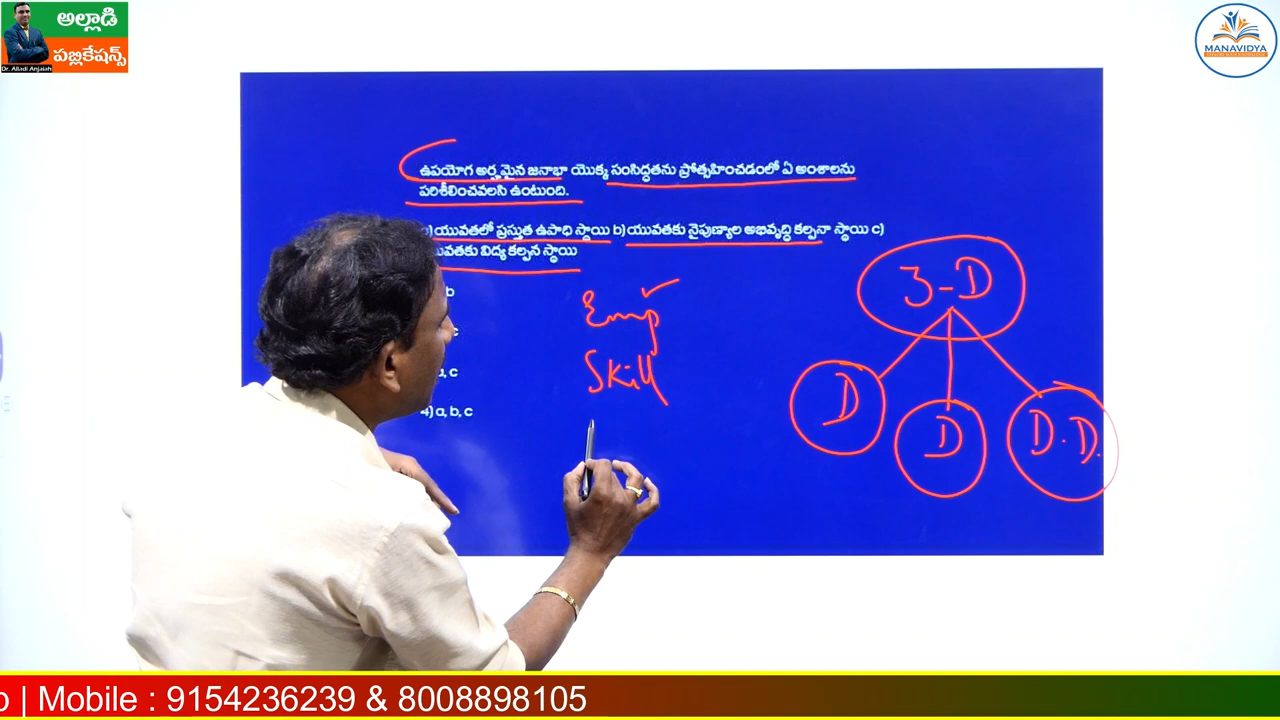 అల్లాడి
పబ్లికేషన్స్
Dr. Alladi Anjaiah
MANAVIDYA
ఉపయోగ అర్హమైన జనాభా యొక్క సంసిద్ధతను ప్రోత్సహించడంలో ఏ అంశాలను
పరిశీలించవలసి ఉంటుంది.
యువతలో ప్రస్తుత ఉపాధి స్థాయి b) యువతకు నైపుణ్యాల అభివృద్ధి కల్పనా స్థాయి c)
విద్య కల్పన స్థాయి
b
c
c
4) a, b, c
Emp
Skill
3-D
D
D
D.D.
| Mobile : 9154236239 & 8008898105